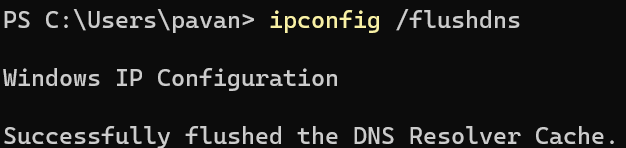 PS C:\Users\pavan> ipconfig /flushdns
Windows IP Configuration
Successfully flushed the DNS Resolver Cache.